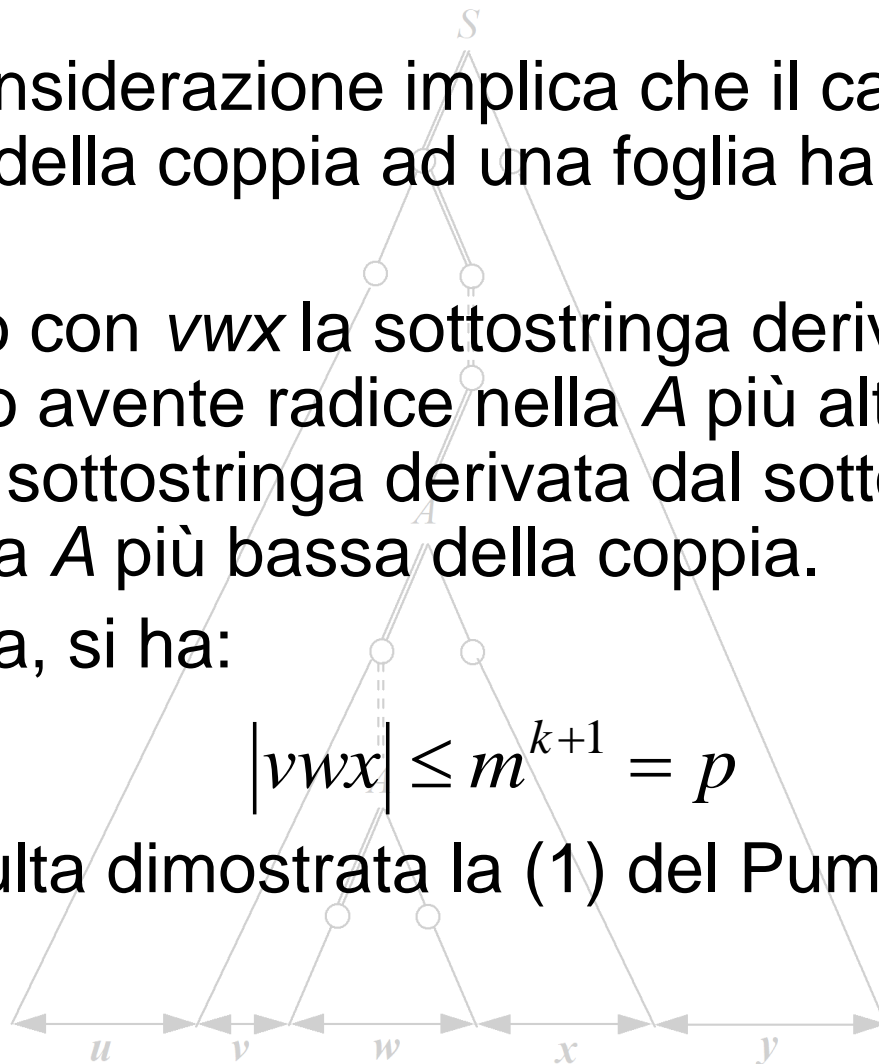 S
nsiderazione implica che il ca
della coppia ad una foglia ha
o con vwx la sottostringa deriv
o avente radice nella A più alt
sottostringa derivata dal sotto
A
a A più bassa della coppia.
a, si ha:
|vwx| ≤ m^{k+1} = p
ulta dimostrata la (1) del Pum
u v w x y